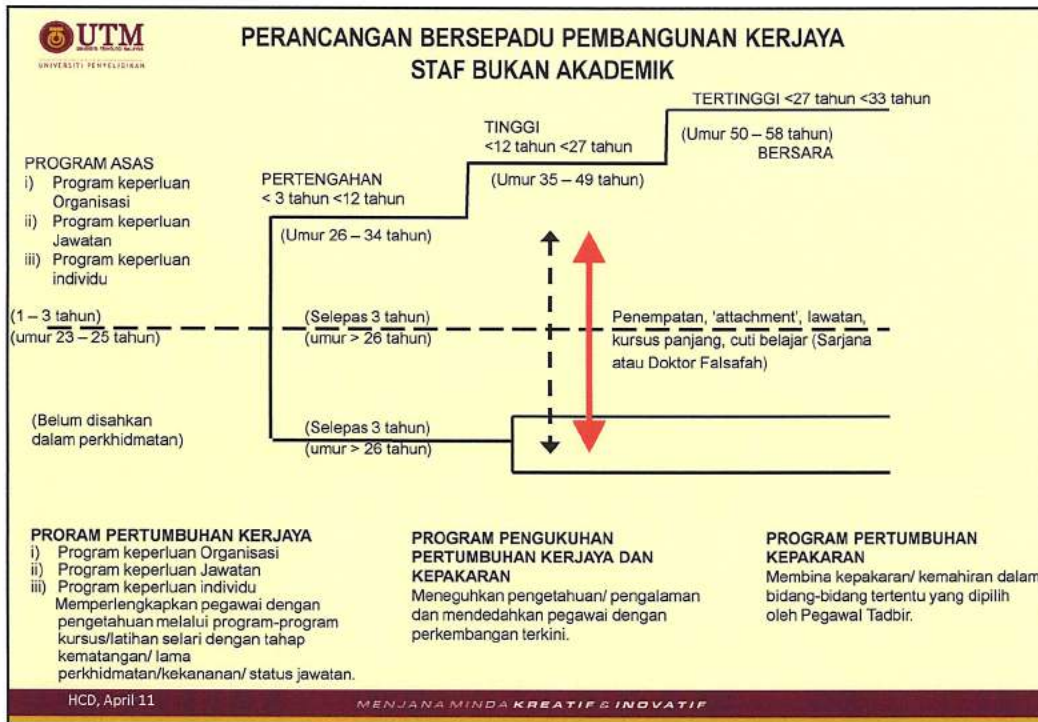 UTM
UNIVERSITI TEKNOLOGI MALAYSIA
UNIVERSITI PENYELIDIKAN
PERANCANGAN BERSEPADU PEMBANGUNAN KERJAYA
STAF BUKAN AKADEMIK
TERTINGGI <27 tahun <33 tahun
(Umur 50 – 58 tahun)
BERSARA
TINGGI
<12 tahun <27 tahun
(Umur 35 – 49 tahun)
PERTENGAHAN
< 3 tahun <12 tahun
(Umur 26 – 34 tahun)
PROGRAM ASAS
i) Program keperluan
Organisasi
ii) Program keperluan
Jawatan
iii) Program keperluan
individu
(1 – 3 tahun)
(umur 23 – 25 tahun)
(Selepas 3 tahun)
(umur > 26 tahun)
Penempatan, 'attachment', lawatan,
kursus panjang, cuti belajar (Sarjana
atau Doktor Falsafah)
(Belum disahkan
dalam perkhidmatan)
(Selepas 3 tahun)
(umur > 26 tahun)
PRORAM PERTUMBUHAN KERJAYA
i) Program keperluan Organisasi
ii) Program keperluan Jawatan
iii) Program keperluan individu
Memperlengkapkan pegawai dengan
pengetahuan melalui program-program
kursus/latihan selari dengan tahap
kematangan/ lama
perkhidmatan/kekananan/ status jawatan.
PROGRAM PENGUKUHAN
PERTUMBUHAN KERJAYA DAN
KEPAKARAN
Meneguhkan pengetahuan/ pengalaman
dan mendedahkan pegawai dengan
perkembangan terkini.
PROGRAM PERTUMBUHAN
KEPAKARAN
Membina kepakaran/ kemahiran dalam
bidang-bidang tertentu yang dipilih
oleh Pegawai Tadbir.
HCD, April 11
MENJANA MINDA KREATIF & INOVATIF